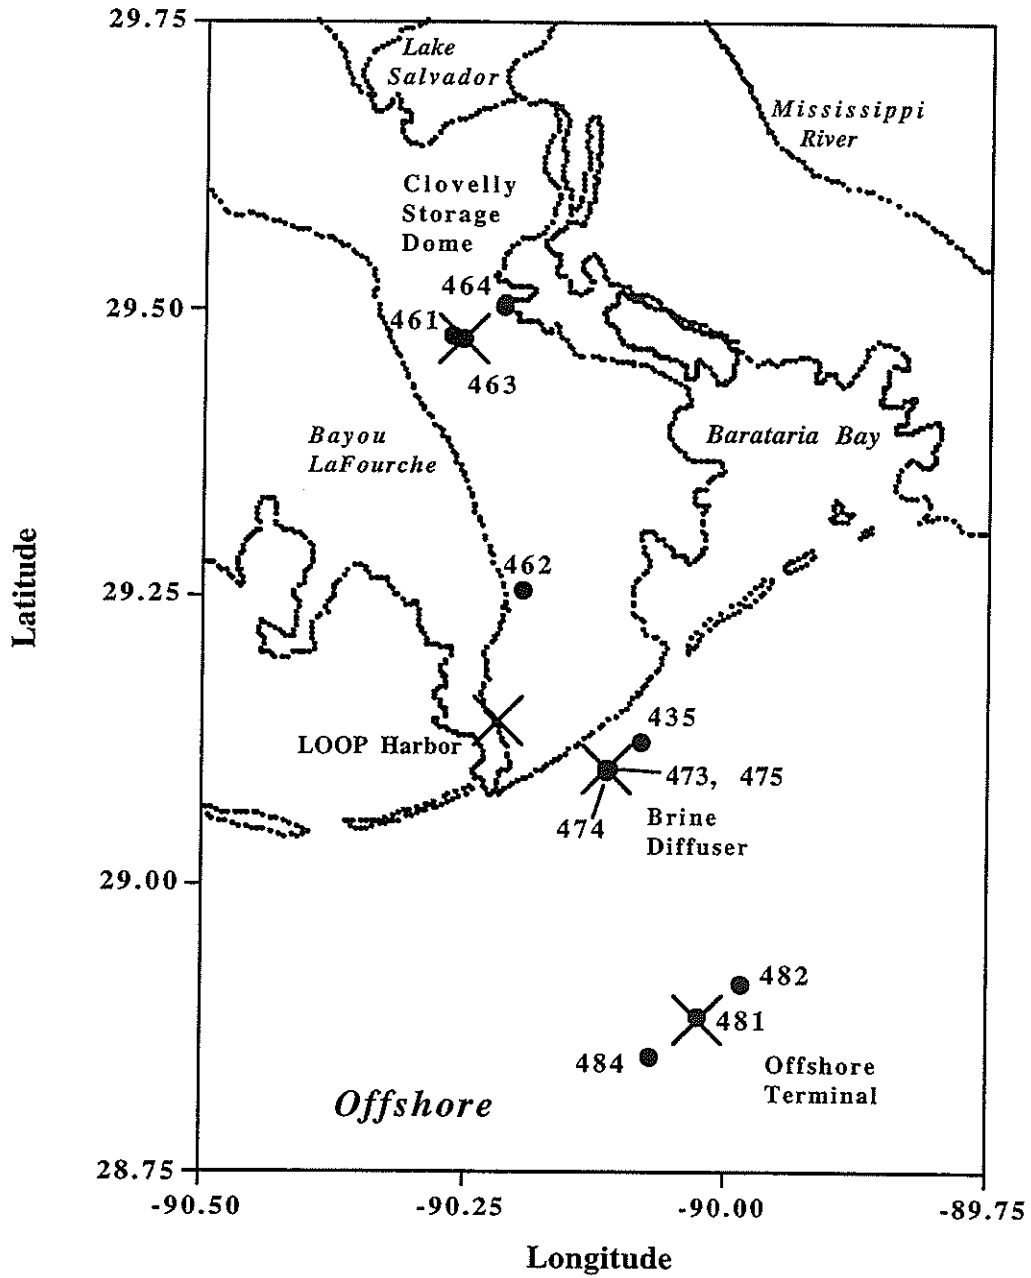 29.75
Lake
Salvador
Mississippi
River
Clovelly
Storage
Dome
464
29.50
461
463
Bayou
LaFourche
Barataria Bay
Latitude
462
29.25
435
LOOP Harbor
473, 475
474
Brine
Diffuser
29.00
482
481
484
Offshore
Terminal
Offshore
28.75
-90.50
-90.25
-90.00
-89.75
Longitude